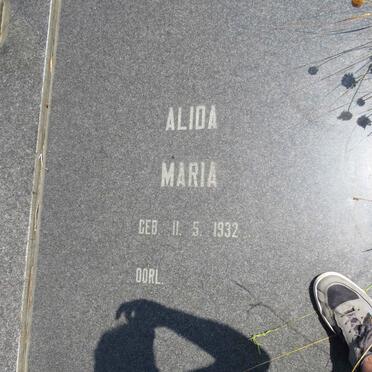 ALIDA
MARIA
GEB. 11. 5. 1932
OORL.